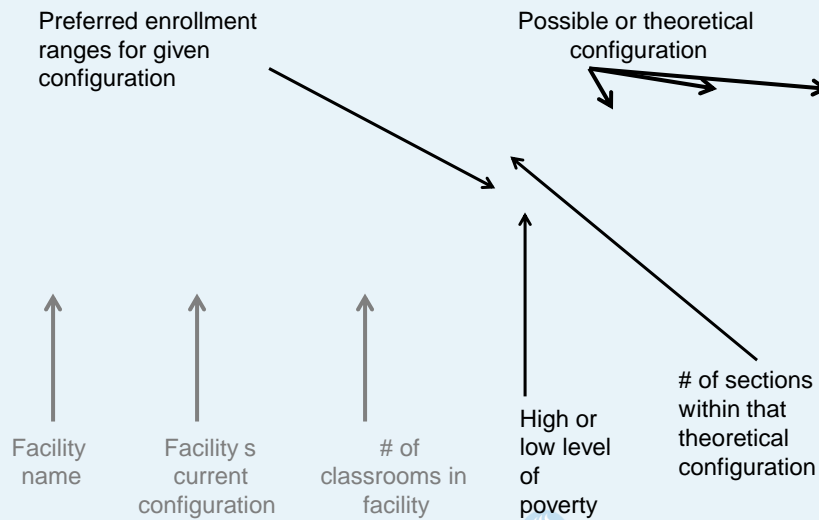 Preferred enrollment
ranges for given
configuration
Possible or theoretical
configuration
Facility
name
Facility s
current
configuration
# of
classrooms in
facility
High or
low level
of
poverty
# of sections
within that
theoretical
configuration